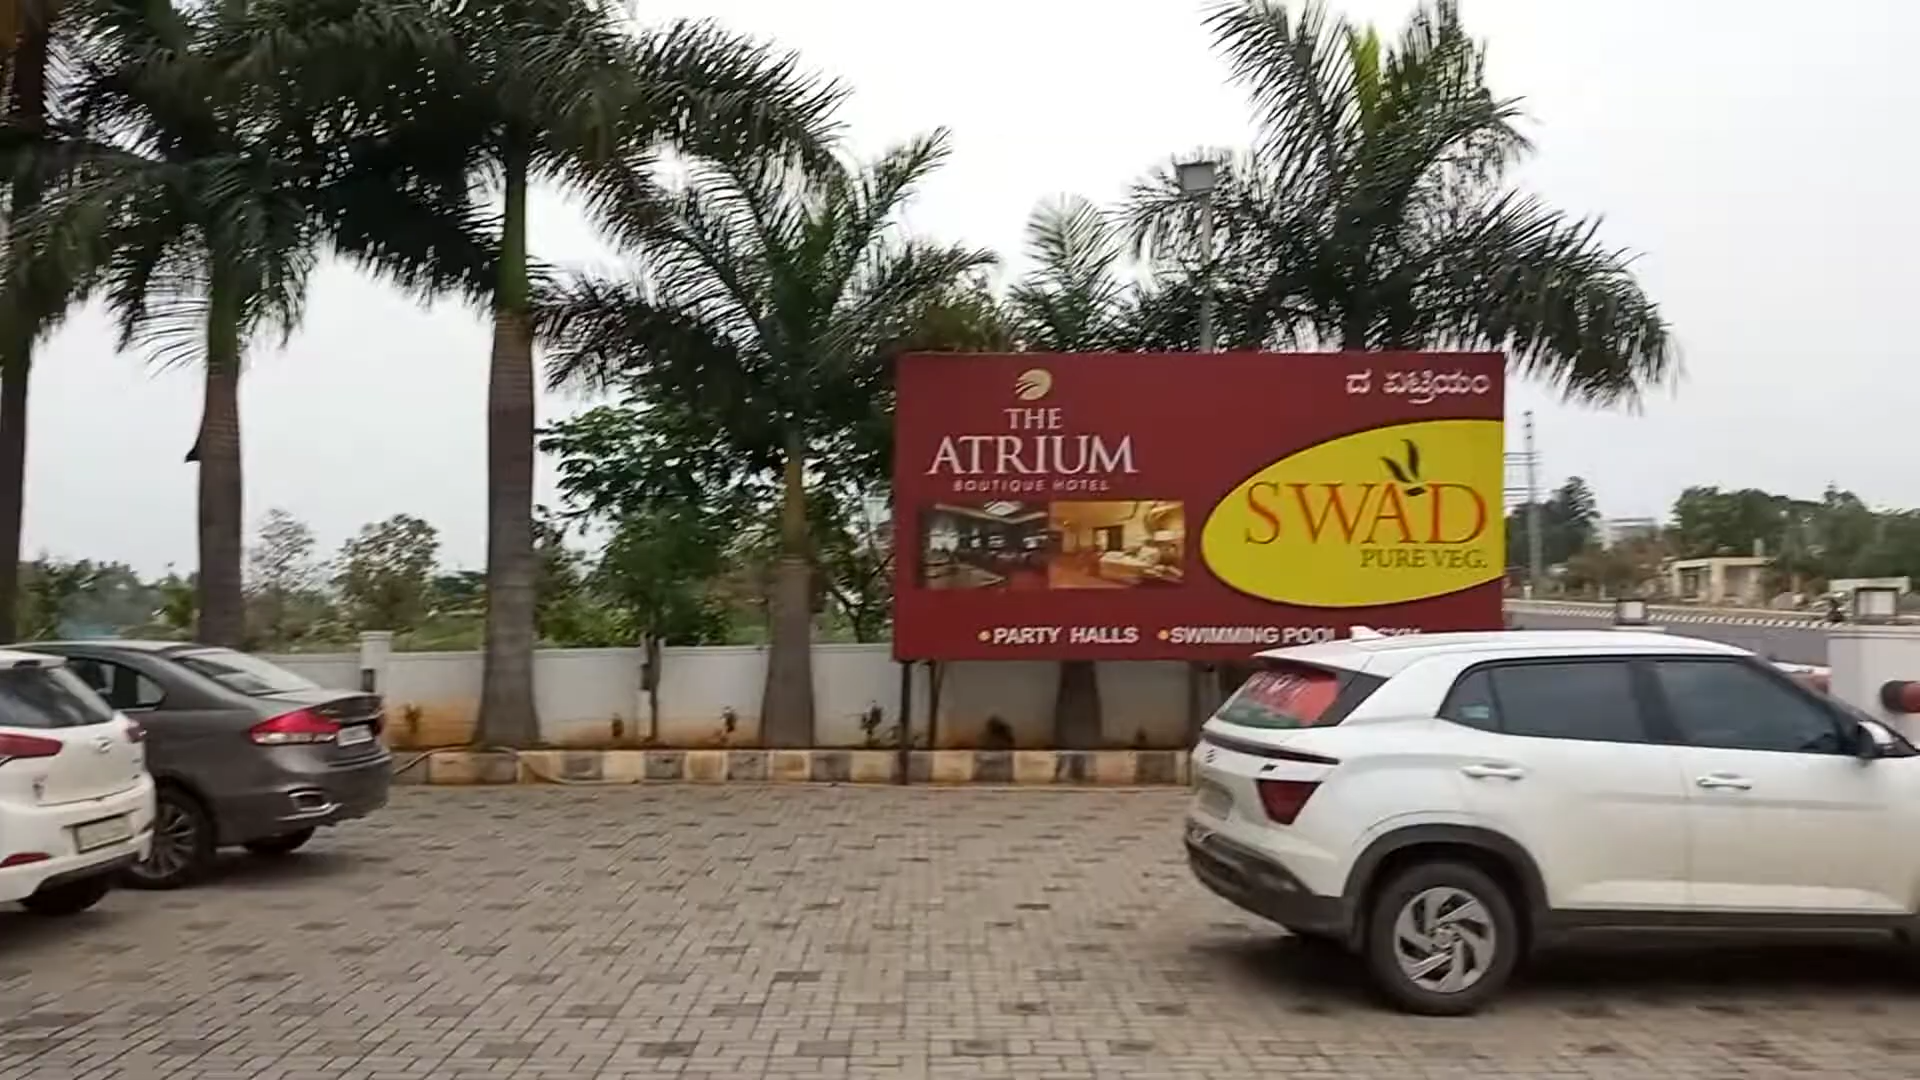 THE
ATRIUM
BOUTIQUE HOTEL
ದ ಏಟ್ರಿಯಂ
SWAD
PURE VEG.
•PARTY HALLS •SWIMMING POOL